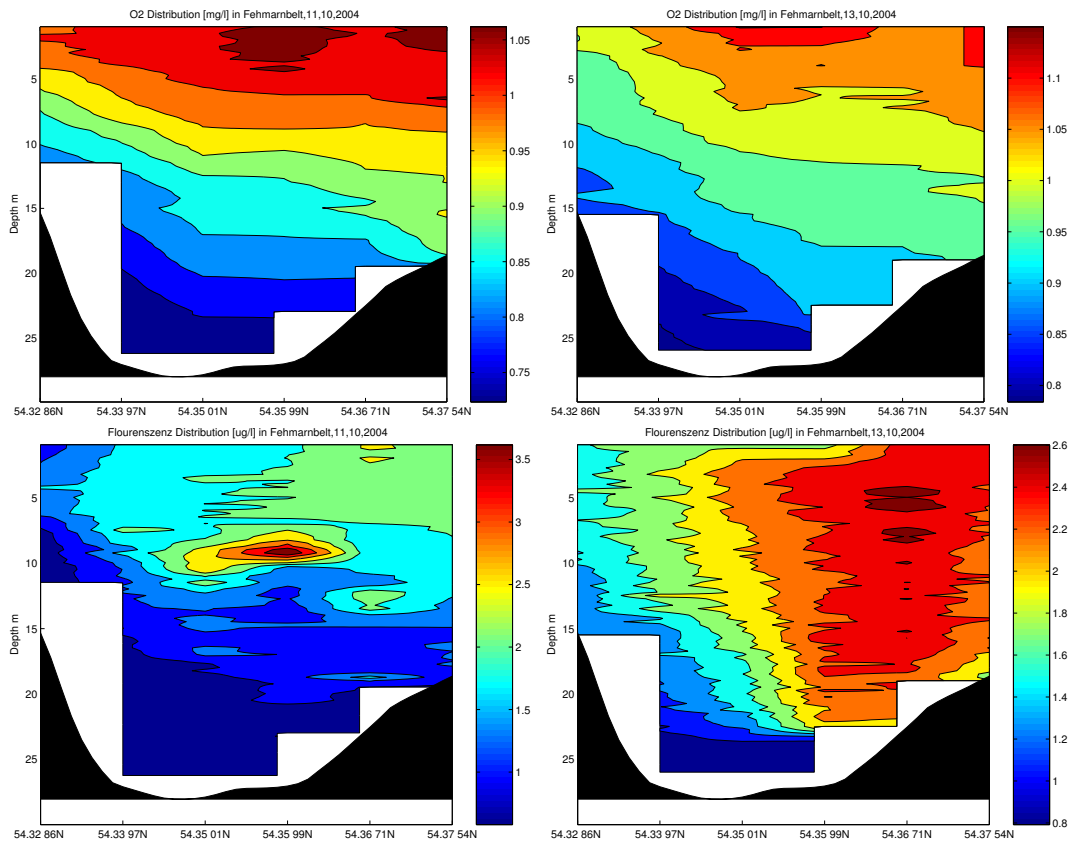 O2 Distribution [mg/l] in Fehmarnbelt,11,10,2004
Depth m
5
10
15
20
25
54.32 86N
54.33 97N
54.35 01N
54.35 99N
54.36 71N
54.37 54N
1.05
1
0.95
0.9
0.85
0.8
0.75
O2 Distribution [mg/l] in Fehmarnbelt,13,10,2004
Depth m
5
10
15
20
25
54.32 86N
54.33 97N
54.35 01N
54.35 99N
54.36 71N
54.37 54N
1.1
1.05
1
0.95
0.9
0.85
0.8
Flourenszenz Distribution [ug/l] in Fehmarnbelt,11,10,2004
Depth m
5
10
15
20
25
54.32 86N
54.33 97N
54.35 01N
54.35 99N
54.36 71N
54.37 54N
3.5
3
2.5
2
1.5
1
Flourenszenz Distribution [ug/l] in Fehmarnbelt,13,10,2004
Depth m
5
10
15
20
25
54.32 86N
54.33 97N
54.35 01N
54.35 99N
54.36 71N
54.37 54N
2.6
2.4
2.2
2
1.8
1.6
1.4
1.2
1
0.8